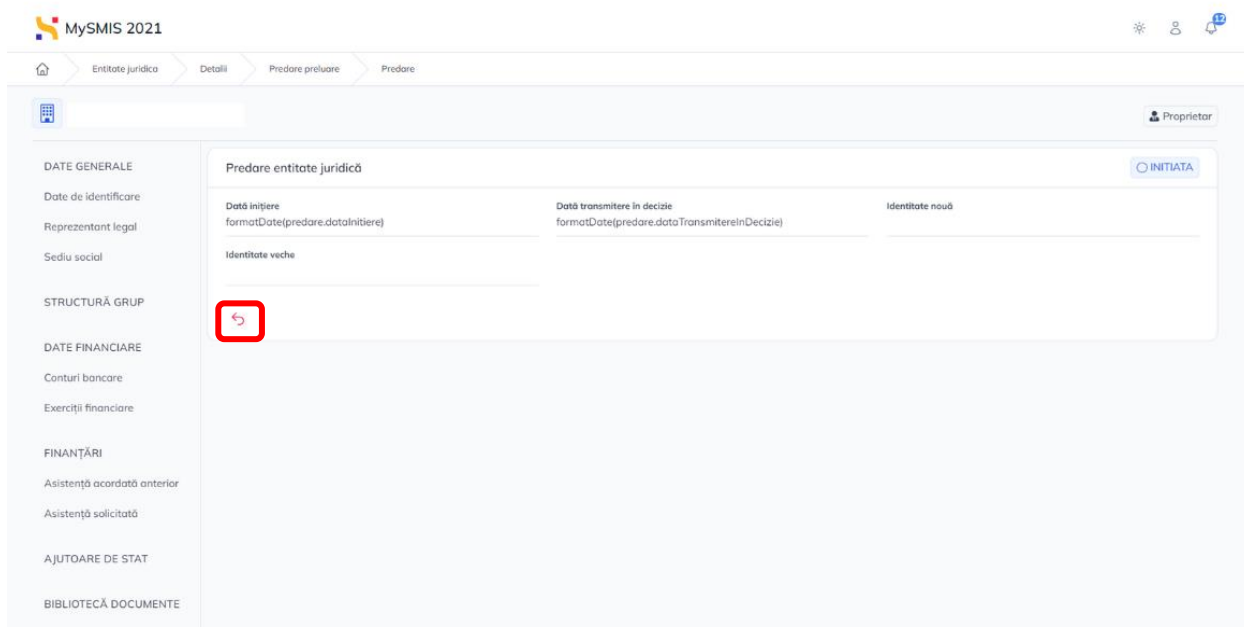 MySMIS 2021
12
Entitate juridica
Detalii
Predare preluare
Predare
Proprietar
DATE GENERALE
Date de identificare
Reprezentant legal
Sediu social
STRUCTURĂ GRUP
DATE FINANCIARE
Conturi bancare
Exerciții financiare
FINANȚĂRI
Asistență acordată anterior
Asistență solicitată
AJUTOARE DE STAT
BIBLIOTECĂ DOCUMENTE
Predare entitate juridică
INITIATA
Dată inițiere
formatDate(predare.dataInitiere)
Dată transmitere în decizie
formatDate(predare.dataTransmitereInDecizie)
Identitate nouă
Identitate veche